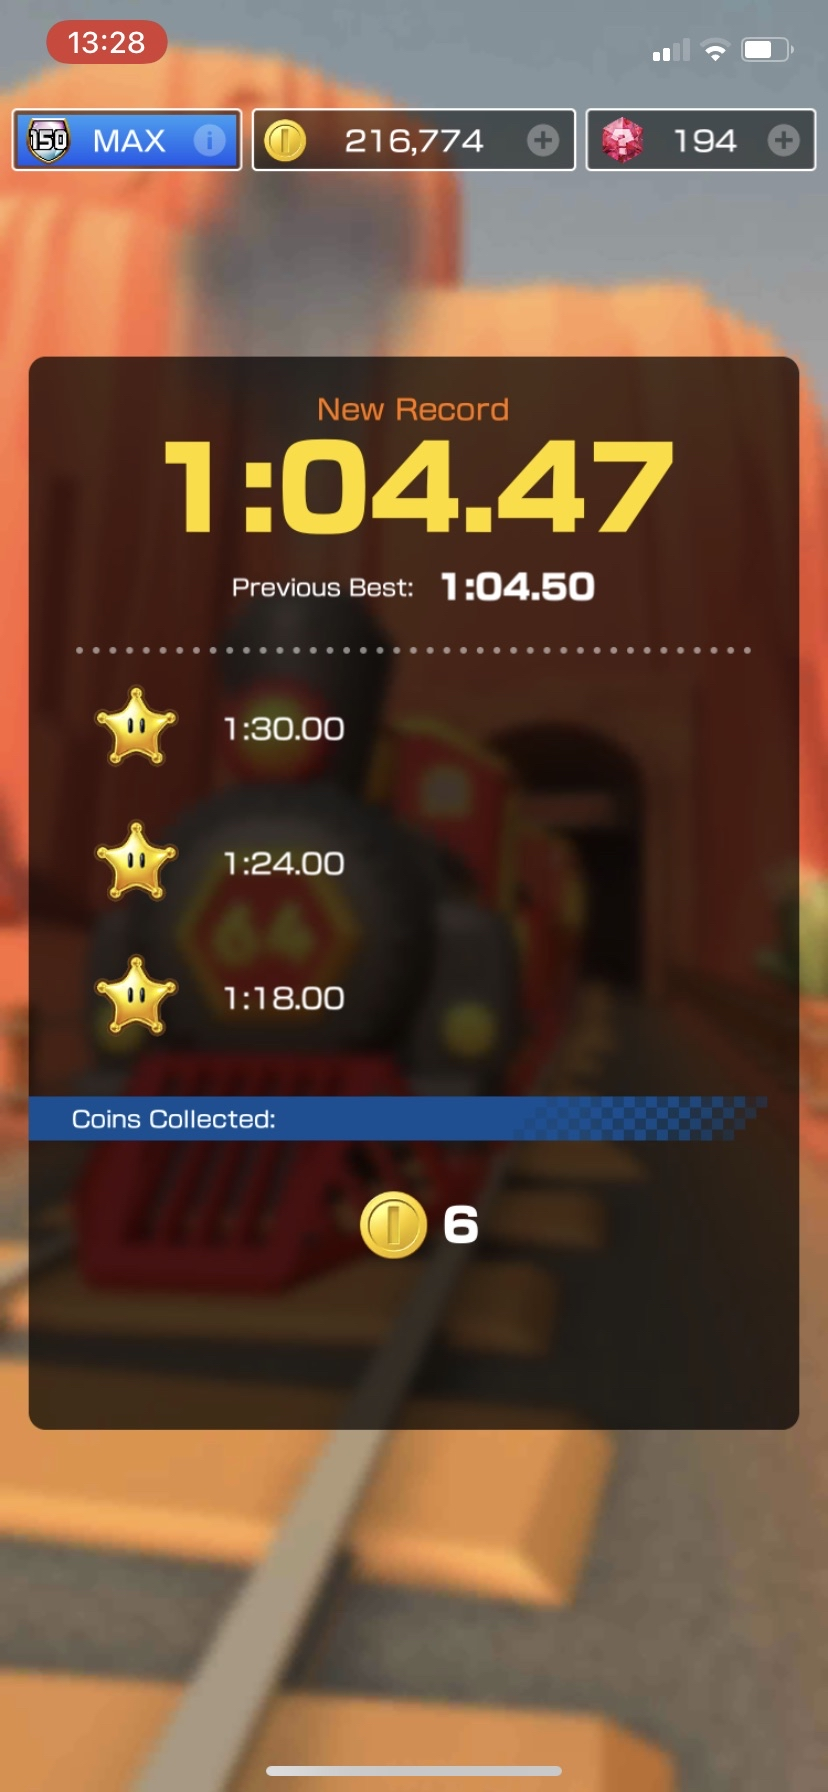 13:28
150 MAX i 216,774 + 194 +
New Record
1:04.47
Previous Best: 1:04.50
1:30.00
1:24.00
64
1:18.00
Coins Collected:
6